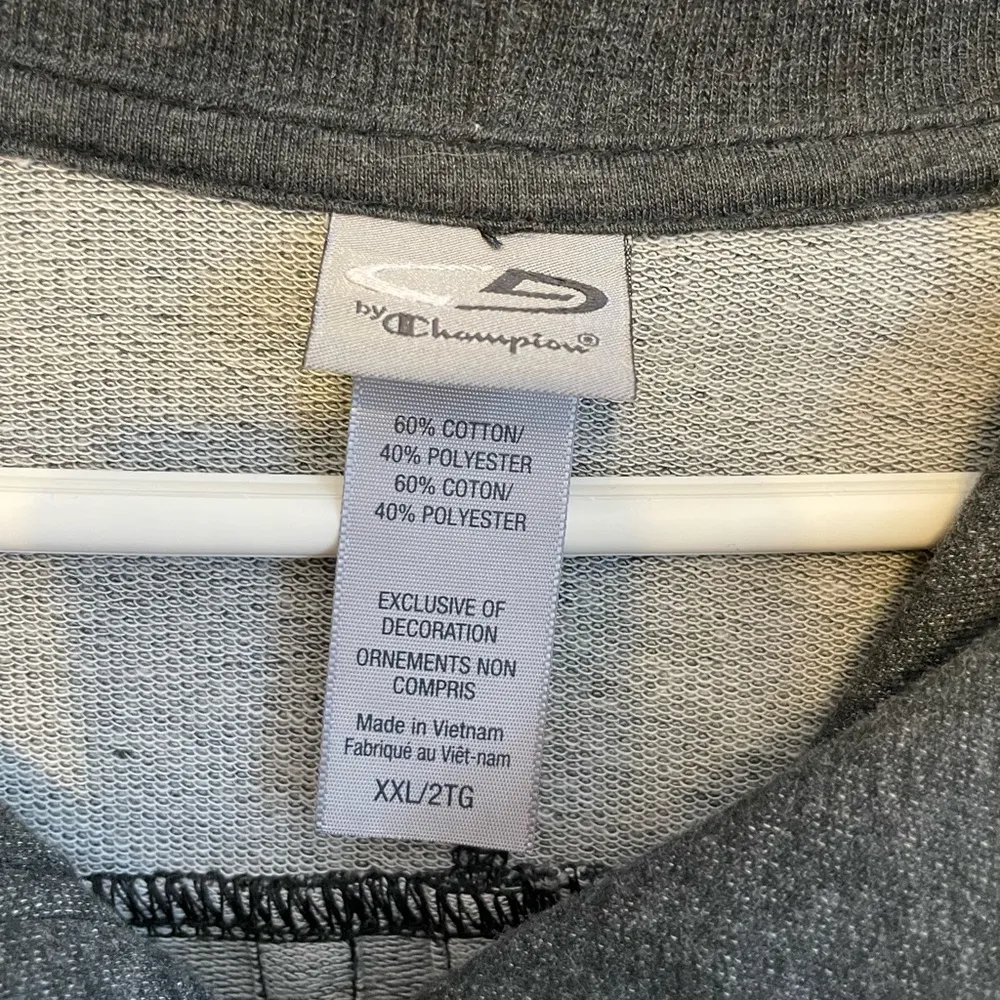 C9
by Champion®
60% COTTON/
40% POLYESTER
60% COTON/
40% POLYESTER
EXCLUSIVE OF
DECORATION
ORNEMENTS NON
COMPRIS
Made in Vietnam
Fabriqué au Viêt-nam
XXL/2TG